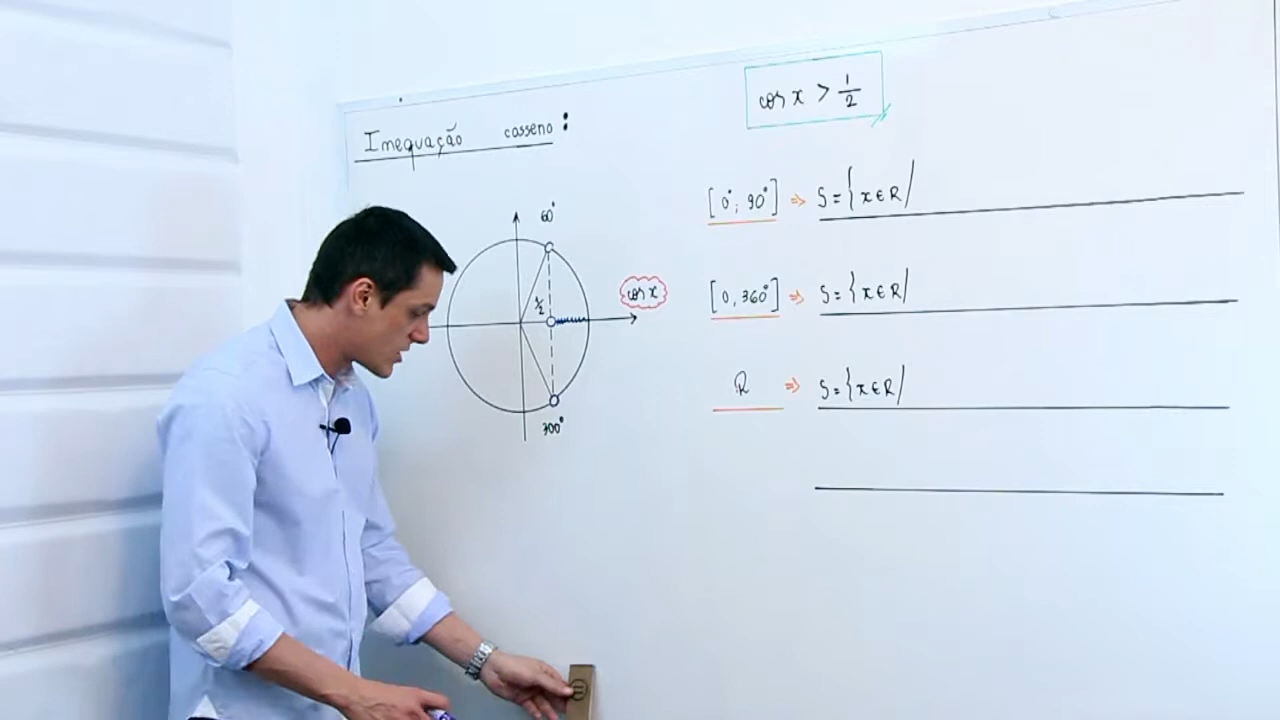 Inequação cosseno:
cos x > 1/2
[0°; 90°] ⇒ S = {x ∈ R /
[0, 360°] ⇒ S = {x ∈ R /
R ⇒ S = {x ∈ R /
60°
1/2
cos x
300°